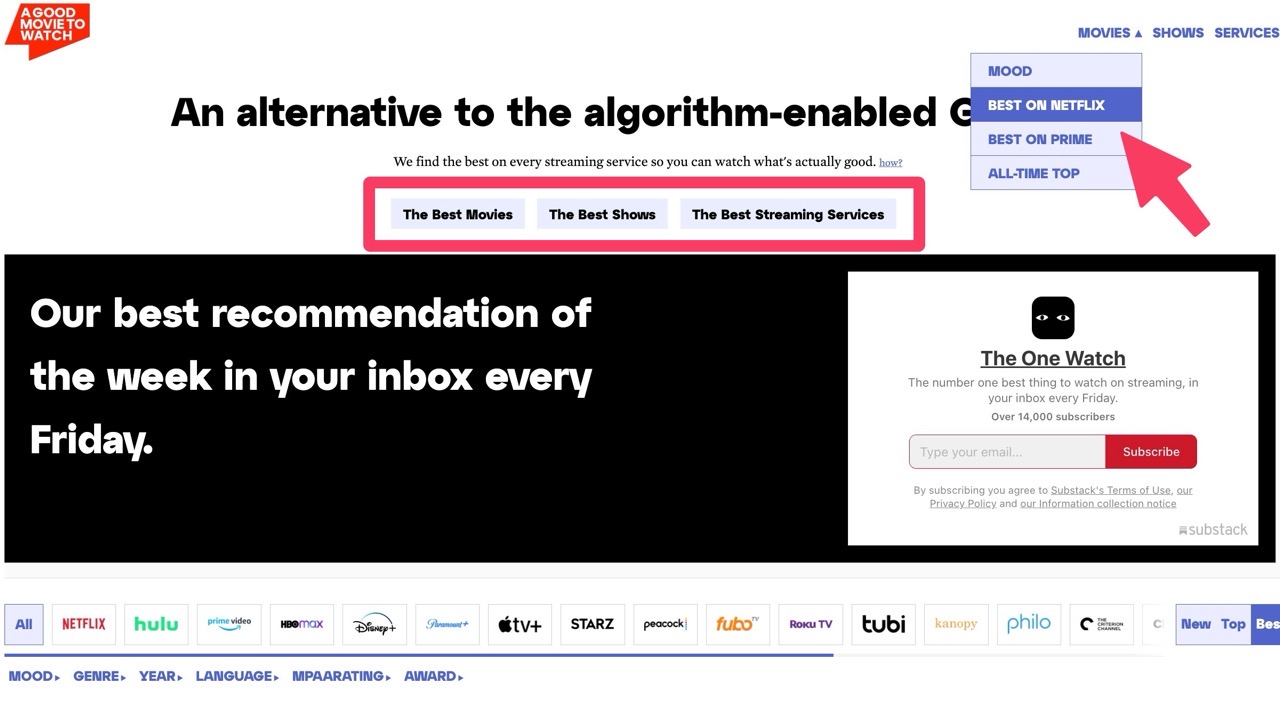 A GOOD
MOVIE TO
WATCH
MOVIES ▲ SHOWS SERVICES
MOOD
BEST ON NETFLIX
BEST ON PRIME
ALL-TIME TOP
An alternative to the algorithm-enabled
We find the best on every streaming service so you can watch what's actually good. how?
The Best Movies The Best Shows The Best Streaming Services
Our best recommendation of
the week in your inbox every
Friday.
The One Watch
The number one best thing to watch on streaming, in
your inbox every Friday.
Over 14,000 subscribers
Type your email... Subscribe
By subscribing you agree to Substack's Terms of Use, our
Privacy Policy and our Information collection notice
substack
All NETFLIX hulu prime video HBOMAX Disney+ Paramount+ tv+ STARZ peacock fubo TV Roku TV tubi kanopy philo THE CRITERION CHANNEL New Top Bes
MOOD▸ GENRE▸ YEAR▸ LANGUAGE▸ MPAARATING▸ AWARD▸